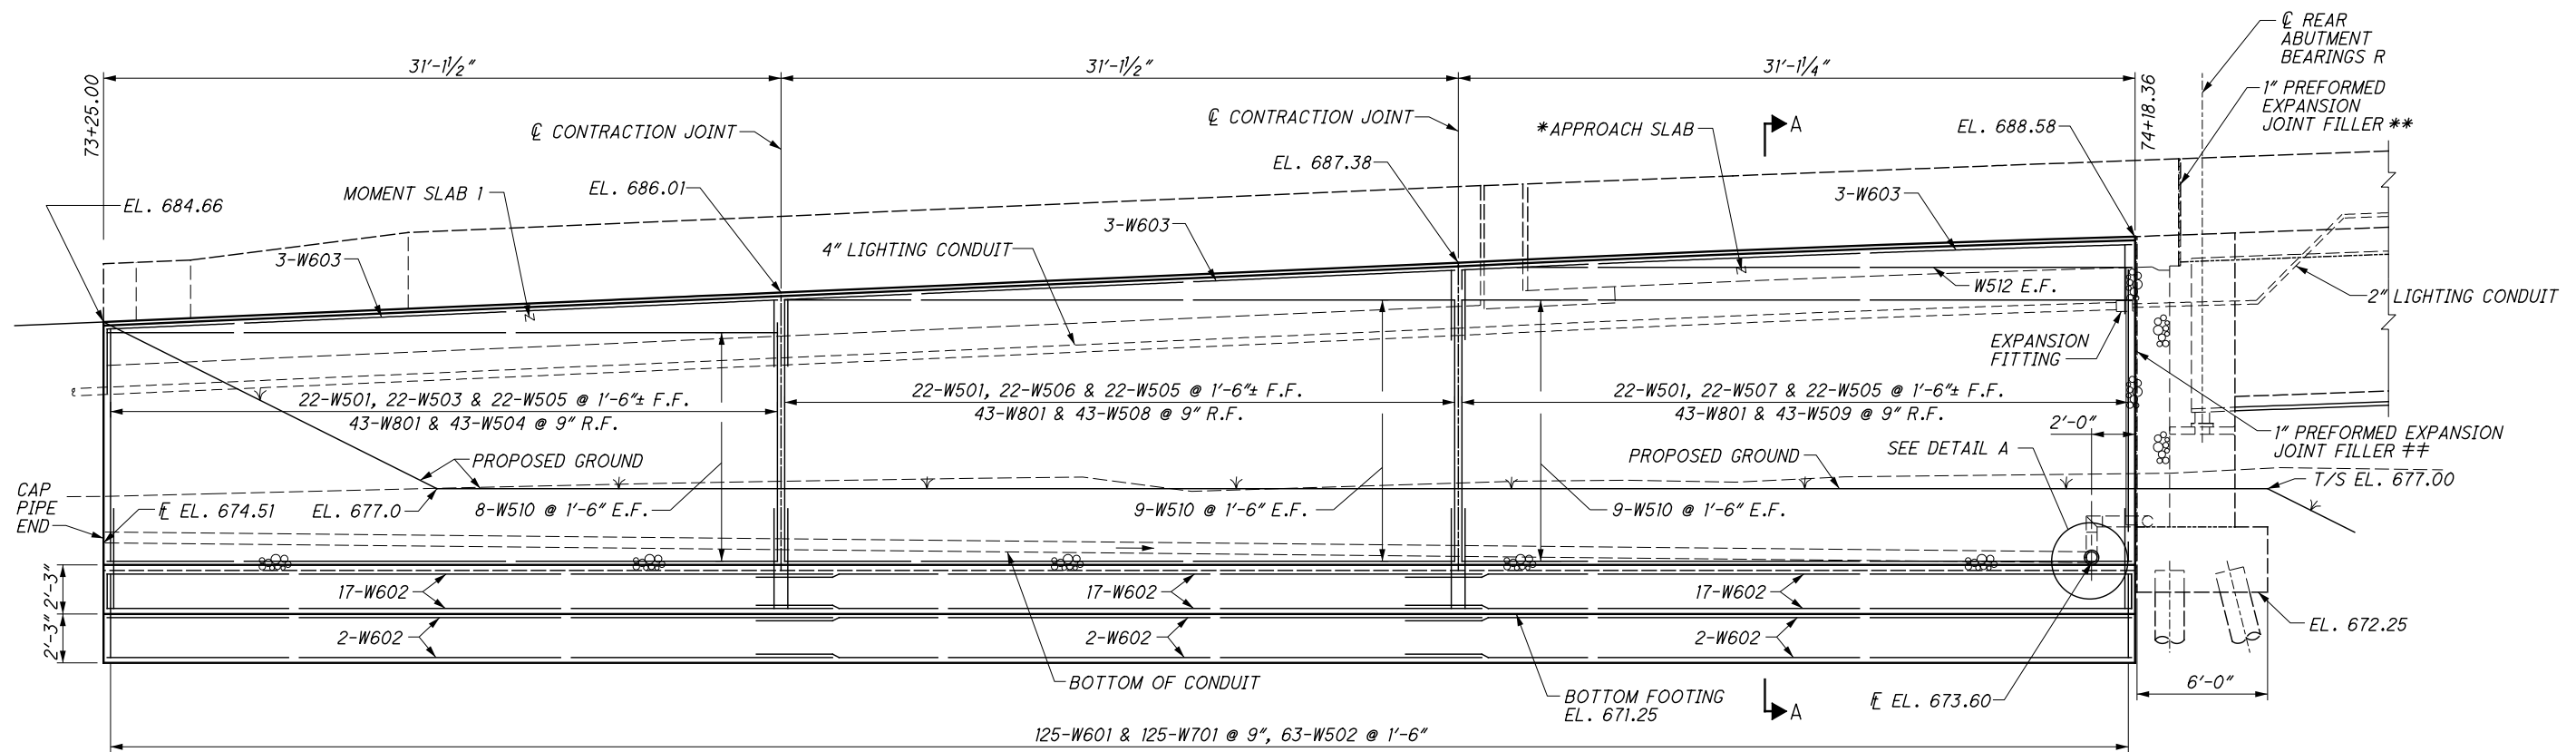 ℄ REAR
ABUTMENT
BEARINGS R
31'-1½"
31'-1½"
31'-1¼"
73+25.00
74+18.36
1" PREFORMED
EXPANSION
JOINT FILLER **
℄ CONTRACTION JOINT
℄ CONTRACTION JOINT
*APPROACH SLAB
A
EL. 688.58
EL. 687.38
EL. 686.01
MOMENT SLAB 1
EL. 684.66
3-W603
3-W603
3-W603
4" LIGHTING CONDUIT
W512 E.F.
2" LIGHTING CONDUIT
EXPANSION
FITTING
22-W501, 22-W503 & 22-W505 @ 1'-6"± F.F.
43-W801 & 43-W504 @ 9" R.F.
22-W501, 22-W506 & 22-W505 @ 1'-6"± F.F.
43-W801 & 43-W508 @ 9" R.F.
22-W501, 22-W507 & 22-W505 @ 1'-6"± F.F.
43-W801 & 43-W509 @ 9" R.F.
2'-0"
1" PREFORMED EXPANSION
JOINT FILLER ‡‡
PROPOSED GROUND
PROPOSED GROUND
SEE DETAIL A
T/S EL. 677.00
CAP
PIPE
END
EL. 674.51
EL. 677.0
8-W510 @ 1'-6" E.F.
9-W510 @ 1'-6" E.F.
9-W510 @ 1'-6" E.F.
2'-3"
2'-3"
17-W602
17-W602
17-W602
2-W602
2-W602
2-W602
EL. 672.25
BOTTOM OF CONDUIT
BOTTOM FOOTING
EL. 671.25
A
EL. 673.60
6'-0"
125-W601 & 125-W701 @ 9", 63-W502 @ 1'-6"